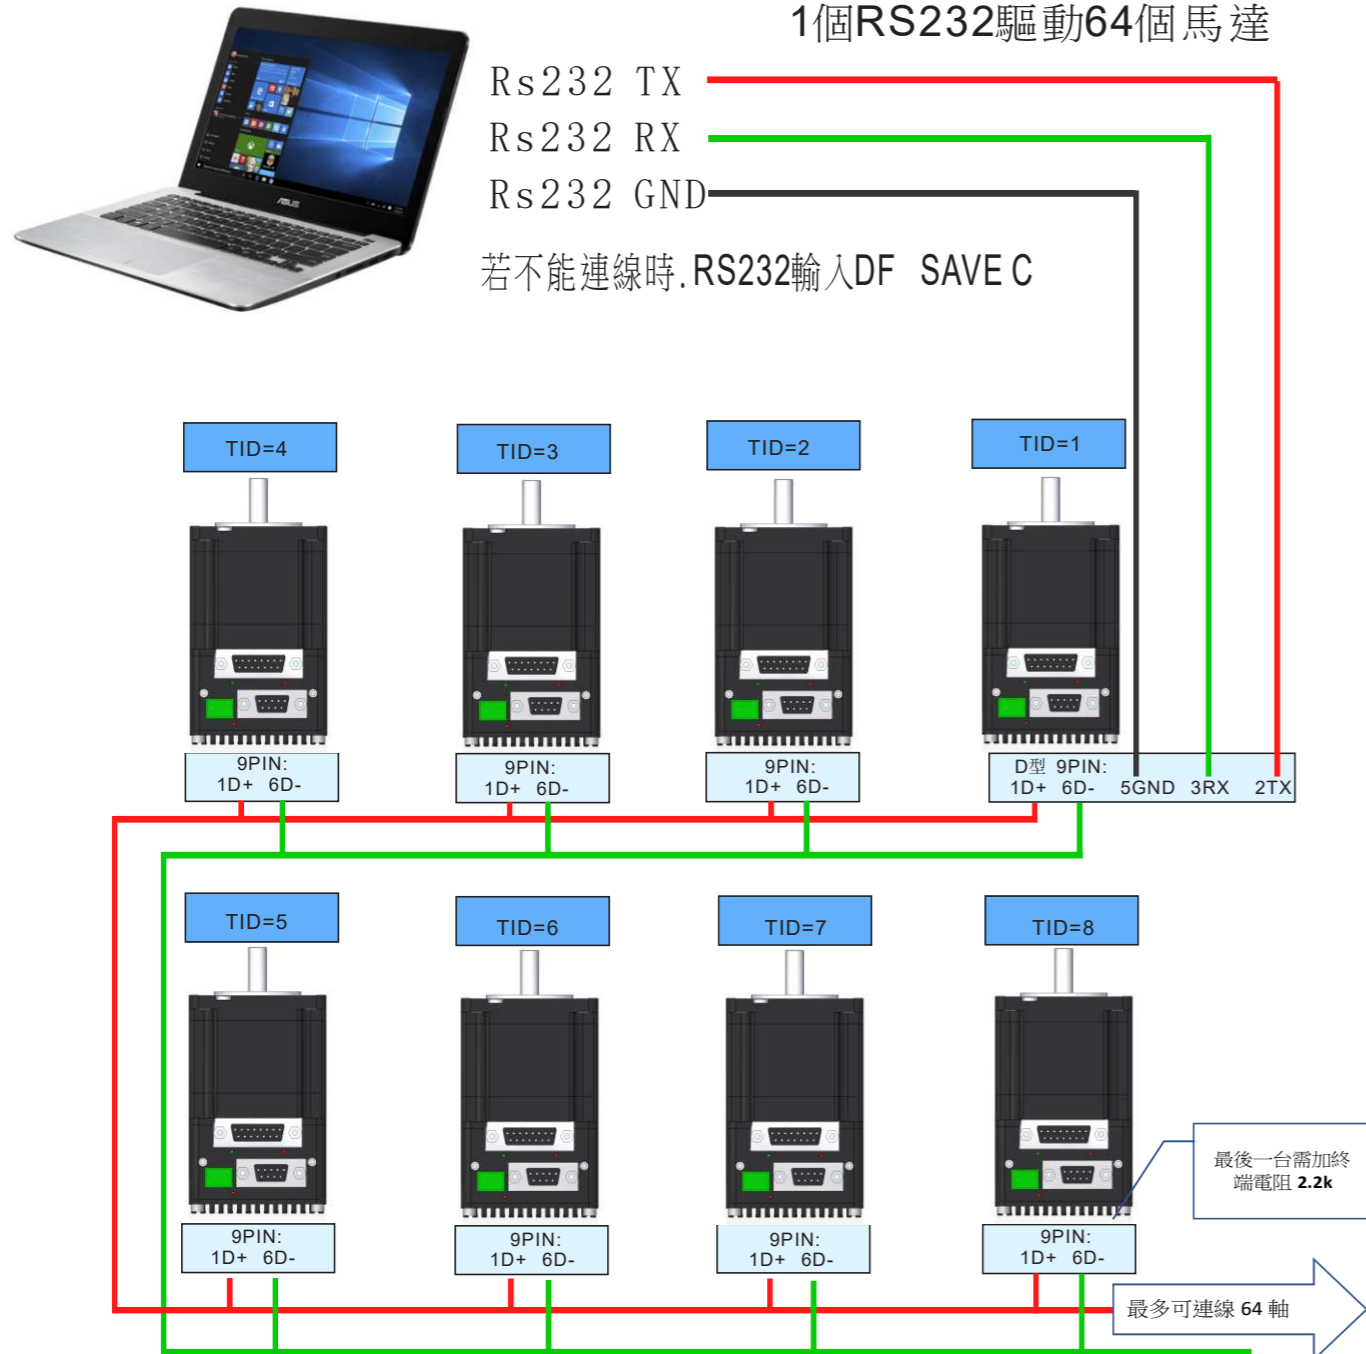 1個RS232驅動64個馬達
Rs232 TX
Rs232 RX
Rs232 GND
ASUS
若不能連線時.RS232輸入DF SAVE C
TID=4
TID=3
TID=2
TID=1
9PIN:
1D+ 6D-
9PIN:
1D+ 6D-
9PIN:
1D+ 6D-
D型 9PIN:
1D+ 6D- 5GND 3RX 2TX
TID=5
TID=6
TID=7
TID=8
最後一台需加終
端電阻 2.2k
9PIN:
1D+ 6D-
9PIN:
1D+ 6D-
9PIN:
1D+ 6D-
9PIN:
1D+ 6D-
最多可連線 64 軸